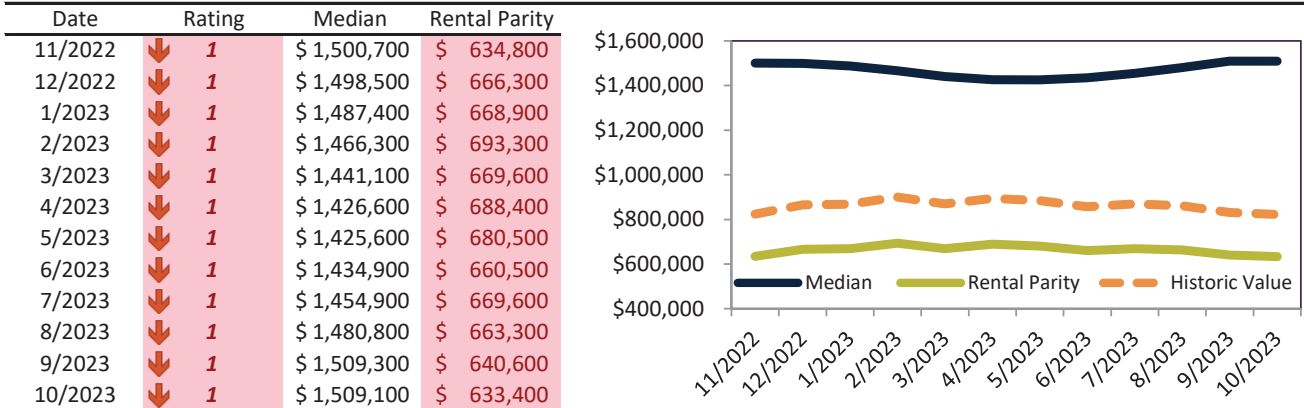 Date Rating Median Rental Parity
11/2022 1 $ 1,500,700 $ 634,800
12/2022 1 $ 1,498,500 $ 666,300
1/2023 1 $ 1,487,400 $ 668,900
2/2023 1 $ 1,466,300 $ 693,300
3/2023 1 $ 1,441,100 $ 669,600
4/2023 1 $ 1,426,600 $ 688,400
5/2023 1 $ 1,425,600 $ 680,500
6/2023 1 $ 1,434,900 $ 660,500
7/2023 1 $ 1,454,900 $ 669,600
8/2023 1 $ 1,480,800 $ 663,300
9/2023 1 $ 1,509,300 $ 640,600
10/2023 1 $ 1,509,100 $ 633,400
$1,600,000
$1,400,000
$1,200,000
$1,000,000
$800,000
$600,000
$400,000
Median Rental Parity Historic Value
11/2022 12/2022 1/2023 2/2023 3/2023 4/2023 5/2023 6/2023 7/2023 8/2023 9/2023 10/2023